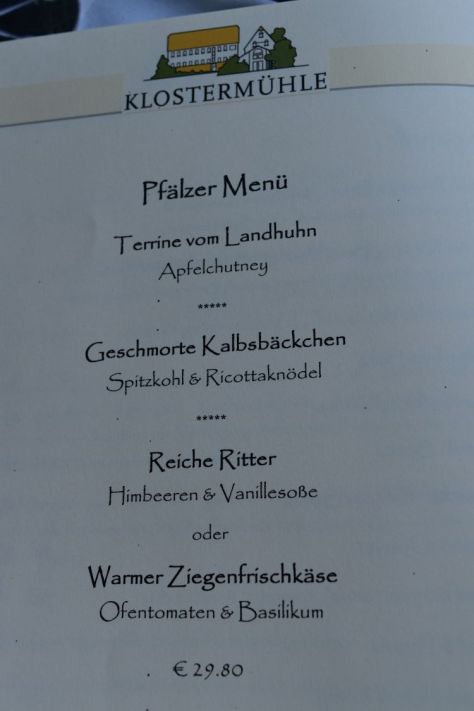 KLOSTERMÜHLE
Pfälzer Menü
Terrine vom Landhuhn
Apfelchutney
*****
Geschmorte Kalbsbäckchen
Spitzkohl & Ricottaknödel
*****
Reiche Ritter
Himbeeren & Vanillesoße
oder
Warmer Ziegenfrischkäse
Ofentomaten & Basilikum
€ 29.80